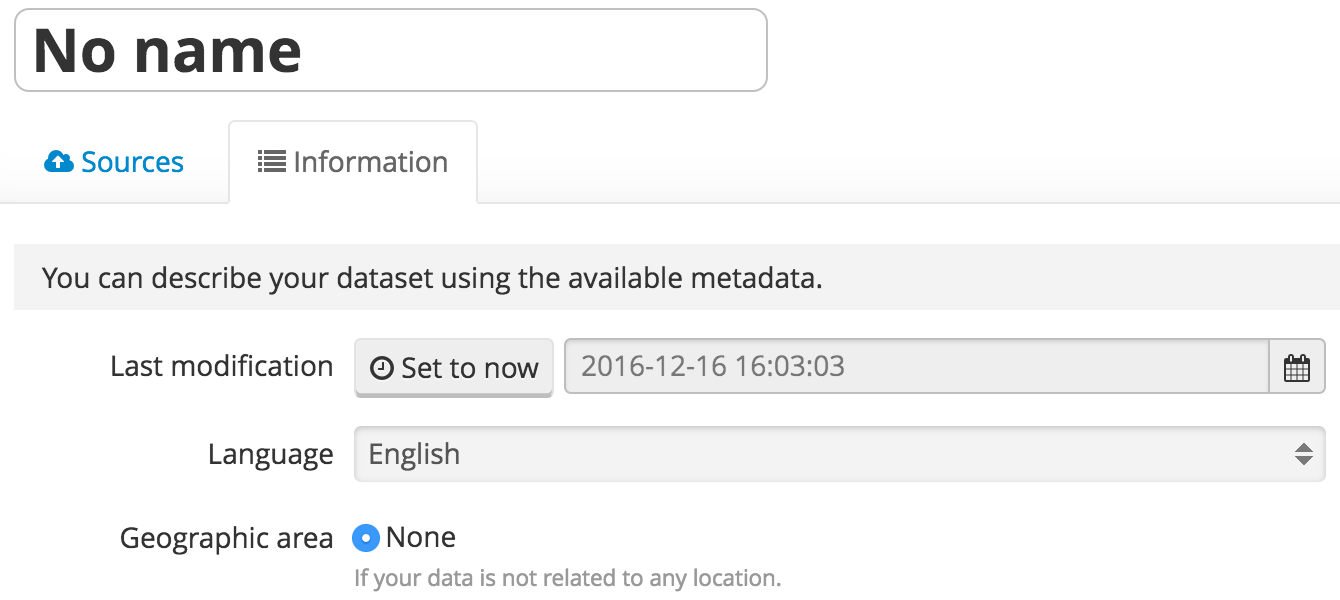 No name
Sources Information
You can describe your dataset using the available metadata.
Last modification Set to now 2016-12-16 16:03:03
Language English
Geographic area None
If your data is not related to any location.